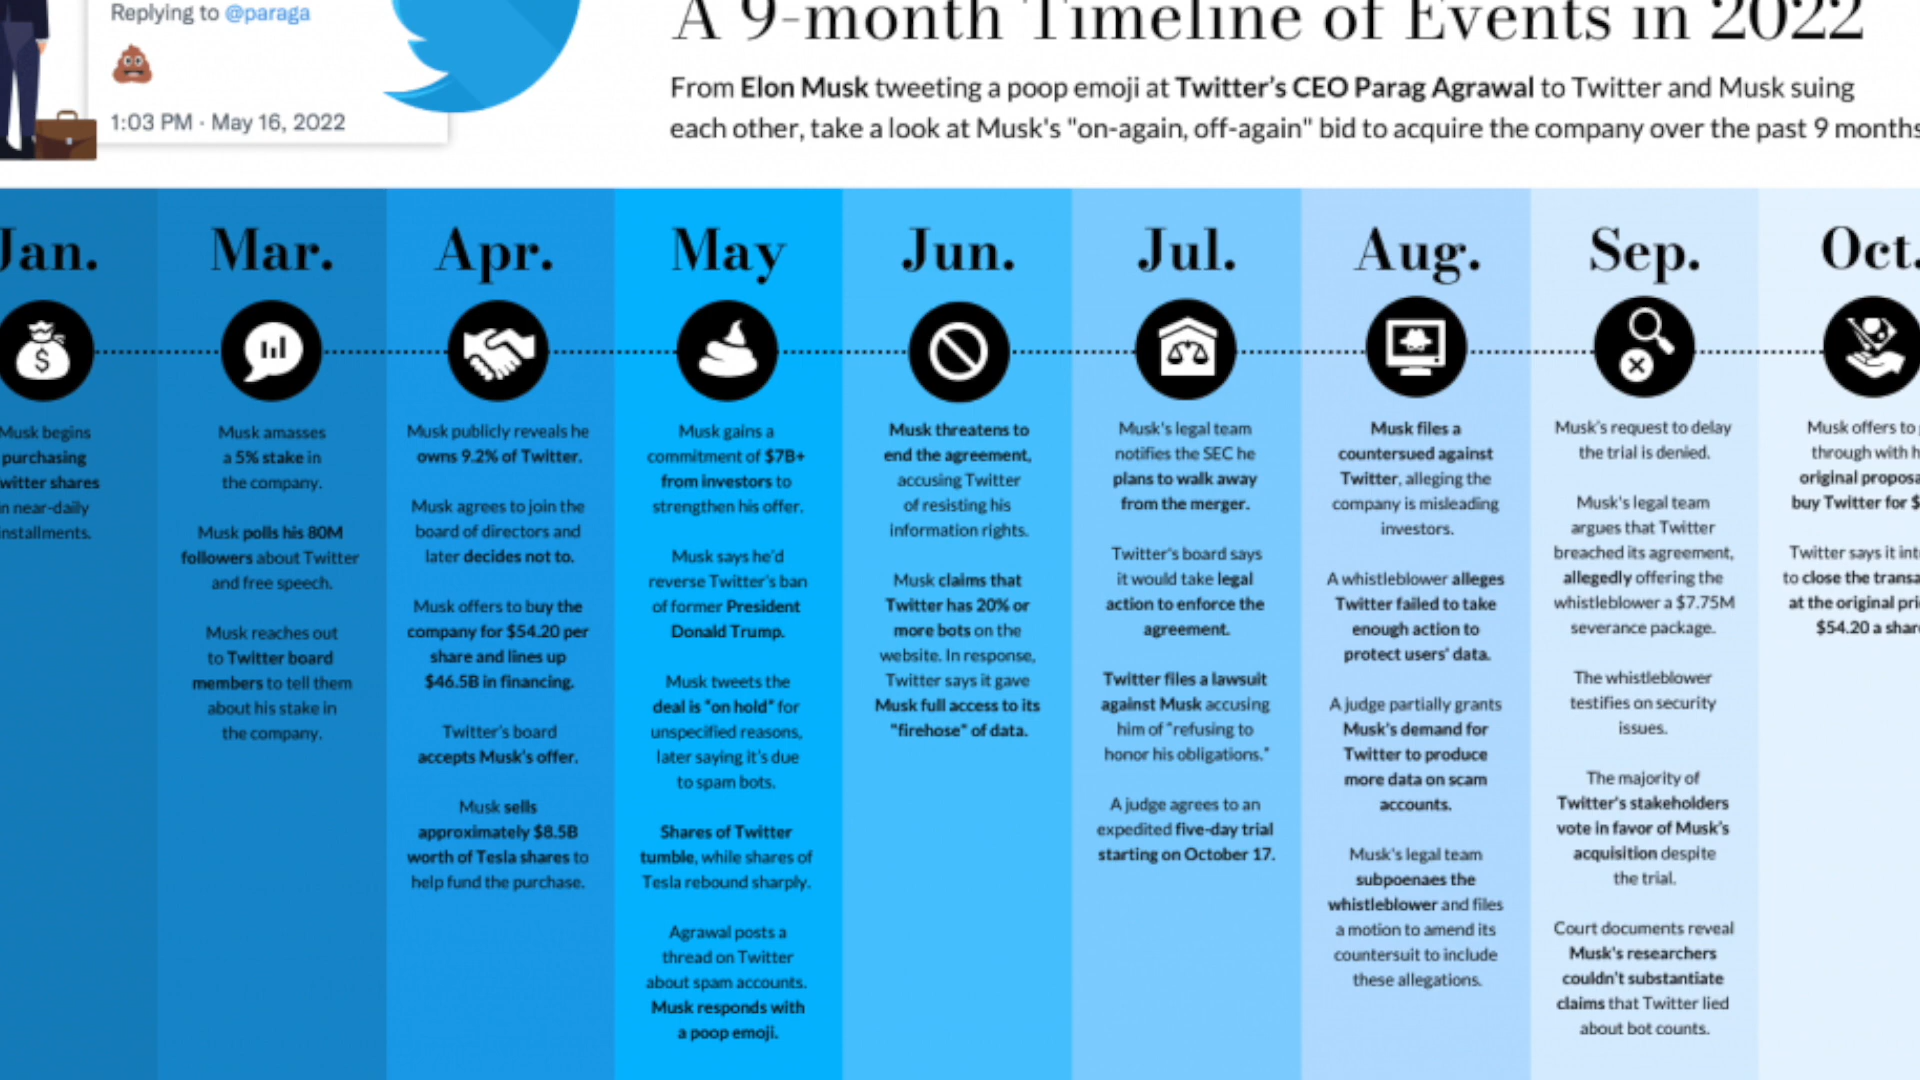 Replying to @paraga
💩
1:03 PM · May 16, 2022
A 9-month Timeline of Events in 2022
From Elon Musk tweeting a poop emoji at Twitter's CEO Parag Agrawal to Twitter and Musk suing
each other, take a look at Musk's "on-again, off-again" bid to acquire the company over the past 9 months
Jan.
Musk begins
purchasing
witter shares
n near-daily
installments.
Mar.
Musk amasses
a 5% stake in
the company.
Musk polls his 80M
followers about Twitter
and free speech.
Musk reaches out
to Twitter board
members to tell them
about his stake in
the company.
Apr.
Musk publicly reveals he
owns 9.2% of Twitter.
Musk agrees to join the
board of directors and
later decides not to.
Musk offers to buy the
company for $54.20 per
share and lines up
$46.5B in financing.
Twitter's board
accepts Musk's offer.
Musk sells
approximately $8.5B
worth of Tesla shares to
help fund the purchase.
May
Musk gains a
commitment of $7B+
from investors to
strengthen his offer.
Musk says he'd
reverse Twitter's ban
of former President
Donald Trump.
Musk tweets the
deal is "on hold" for
unspecified reasons,
later saying it's due
to spam bots.
Shares of Twitter
tumble, while shares of
Tesla rebound sharply.
Agrawal posts a
thread on Twitter
about spam accounts.
Musk responds with
a poop emoji.
Jun.
Musk threatens to
end the agreement,
accusing Twitter
of resisting his
information rights.
Musk claims that
Twitter has 20% or
more bots on the
website. In response,
Twitter says it gave
Musk full access to its
"firehose" of data.
Jul.
Musk's legal team
notifies the SEC he
plans to walk away
from the merger.
Twitter's board says
it would take legal
action to enforce the
agreement.
Twitter files a lawsuit
against Musk accusing
him of "refusing to
honor his obligations."
A judge agrees to an
expedited five-day trial
starting on October 17.
Aug.
Musk files a
countersued against
Twitter, alleging the
company is misleading
investors.
A whistleblower alleges
Twitter failed to take
enough action to
protect users' data.
A judge partially grants
Musk's demand for
Twitter to produce
more data on scam
accounts.
Musk's legal team
subpoenaes the
whistleblower and files
a motion to amend its
countersuit to include
these allegations.
Sep.
Musk's request to delay
the trial is denied.
Musk's legal team
argues that Twitter
breached its agreement,
allegedly offering the
whistleblower a $7.75M
severance package.
The whistleblower
testifies on security
issues.
The majority of
Twitter's stakeholders
vote in favor of Musk's
acquisition despite
the trial.
Court documents reveal
Musk's researchers
couldn't substantiate
claims that Twitter lied
about bot counts.
Oct.
Musk offers to
through with h
original proposa
buy Twitter for $
Twitter says it int
to close the transa
at the original pri
$54.20 a shar